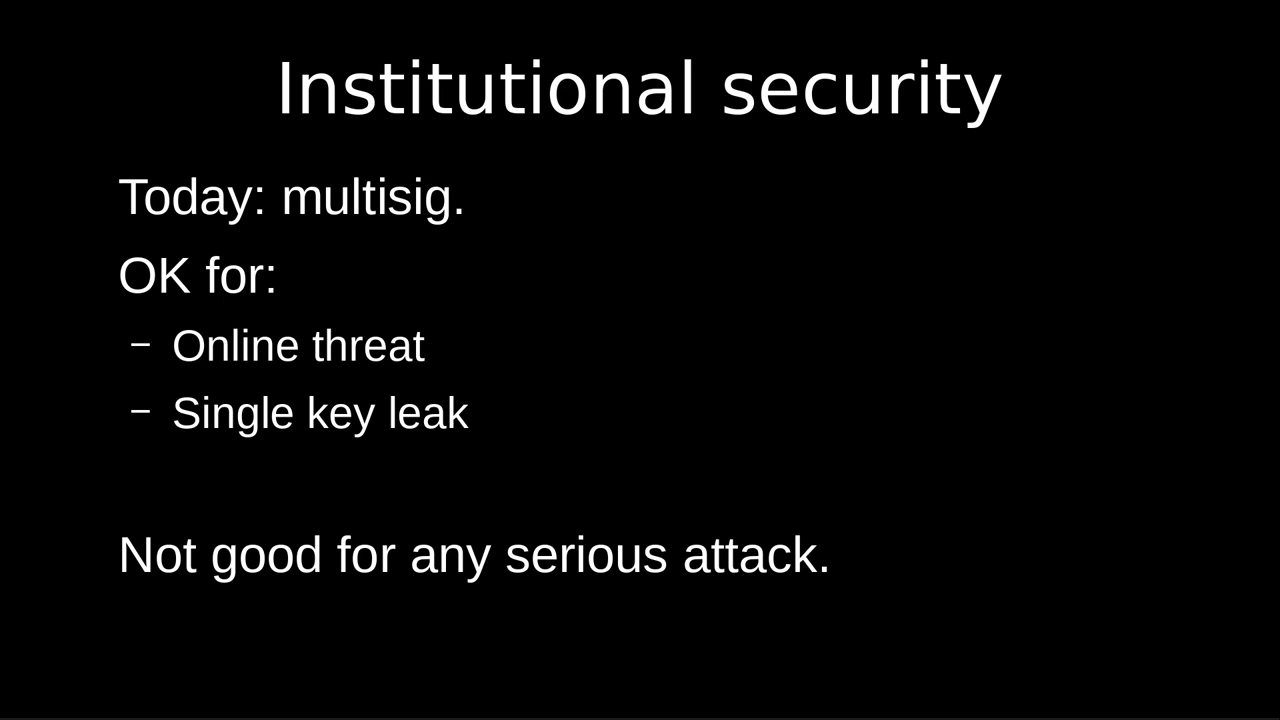 Institutional security
Today: multisig.
OK for:
– Online threat
– Single key leak
Not good for any serious attack.